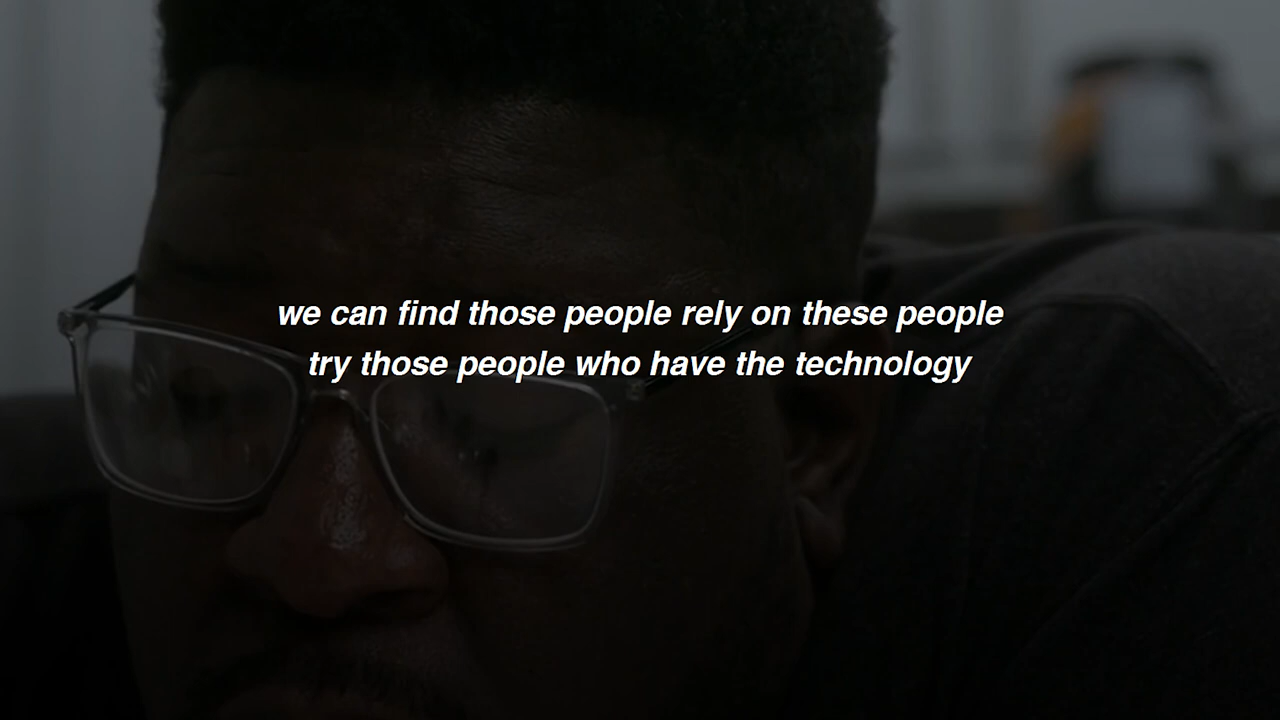 we can find those people rely on these people
try those people who have the technology